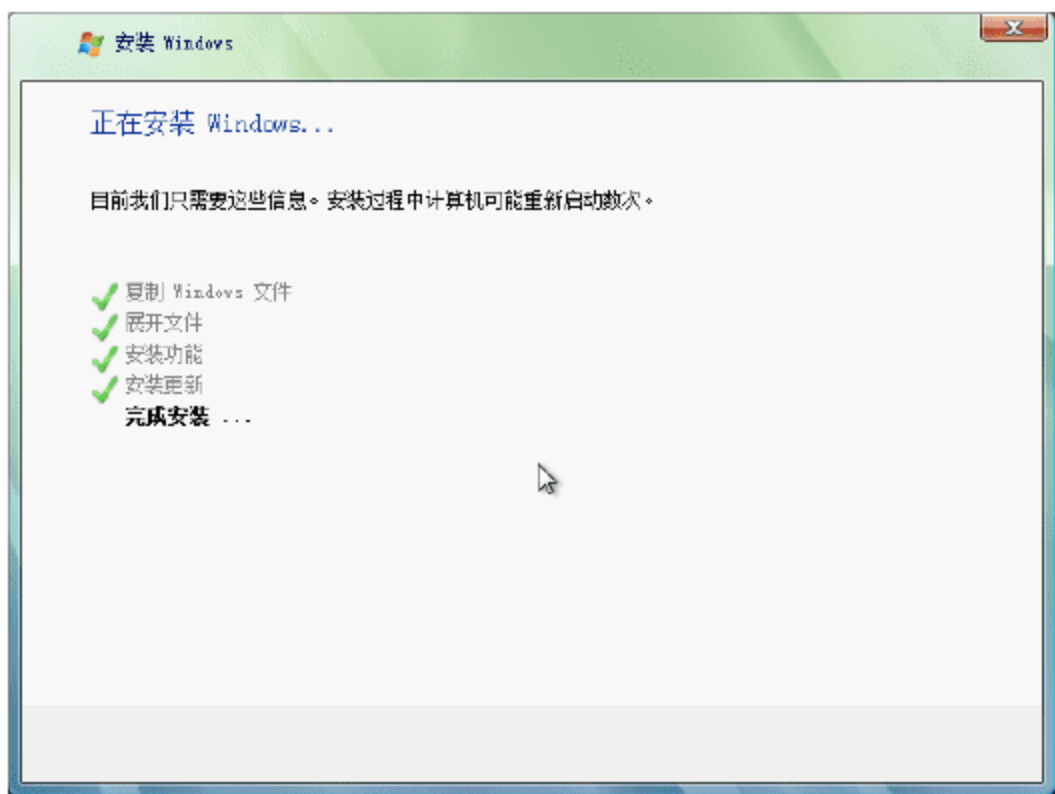 安装 Windows
正在安装 Windows...
目前我们只需要这些信息。安装过程中计算机可能重新启动数次。
复制 Windows 文件
展开文件
安装功能
安装更新
完成安装 ...